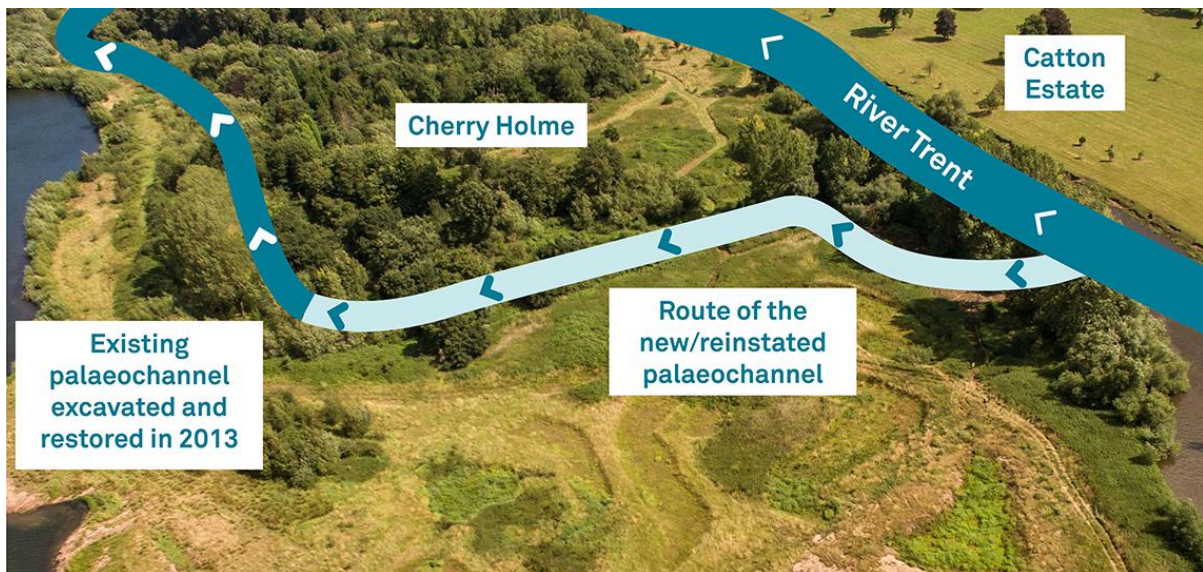 Catton
Estate
River Trent
Cherry Holme
Route of the
new/reinstated
palaeochannel
Existing
palaeochannel
excavated and
restored in 2013